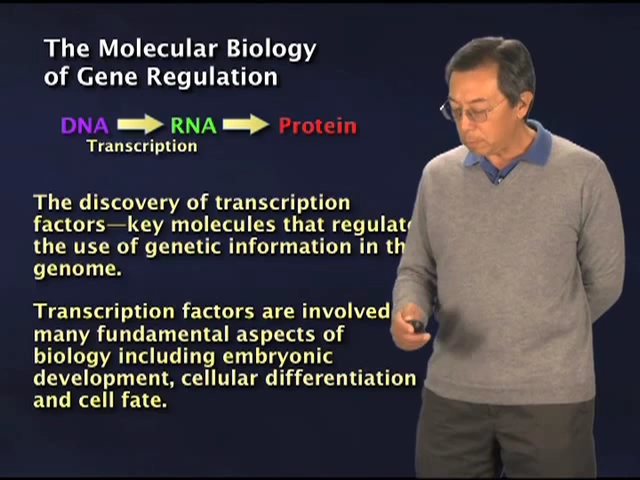 The Molecular Biology
of Gene Regulation
DNA RNA Protein
Transcription
The discovery of transcription
factors—key molecules that regulate
the use of genetic information in th
genome.
Transcription factors are involved
many fundamental aspects of
biology including embryonic
development, cellular differentiation
and cell fate.